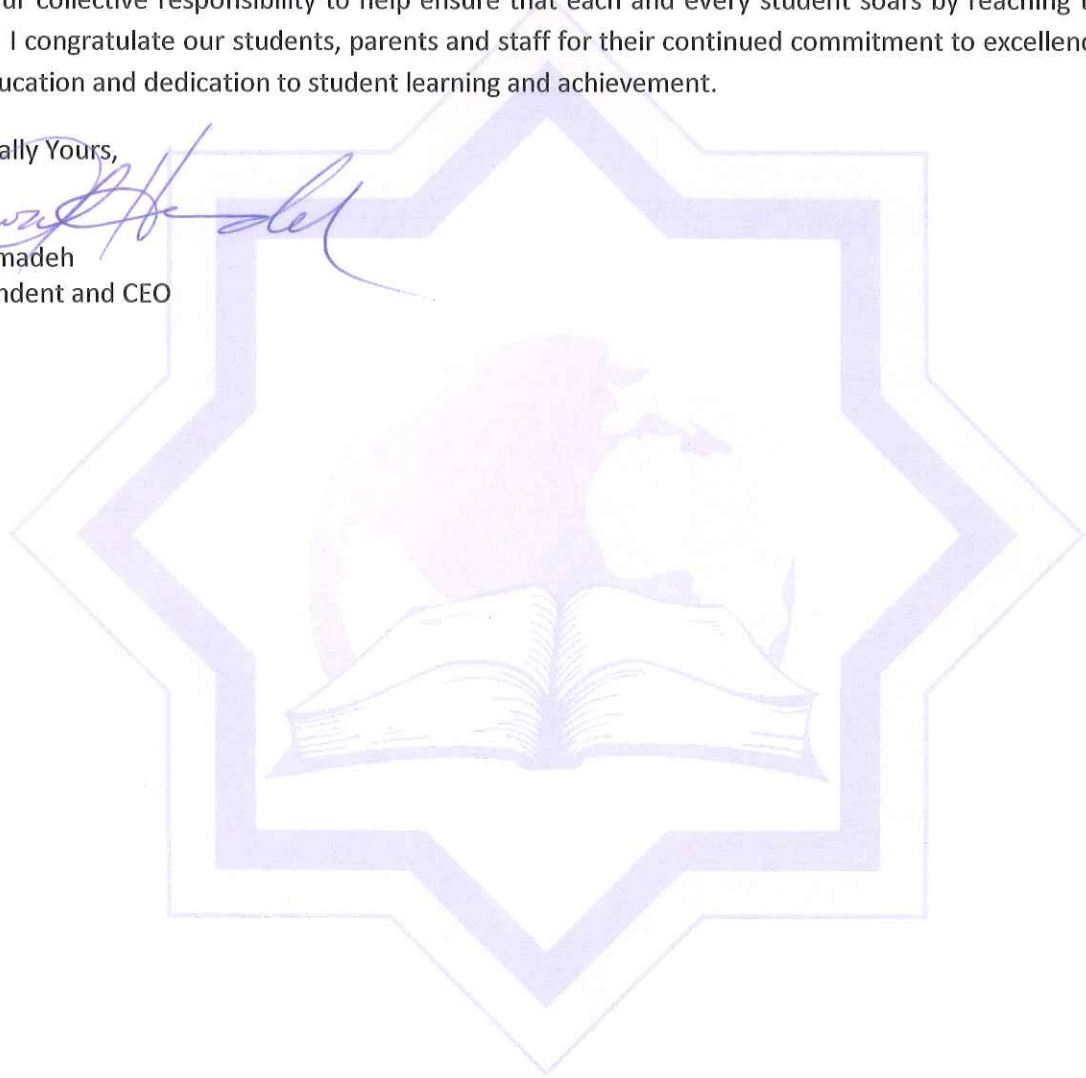 ur collective responsibility to help ensure that each and every student soars by reaching t
I congratulate our students, parents and staff for their continued commitment to excellenc
ucation and dedication to student learning and achievement.
ally Yours,
madeh
ndent and CEO